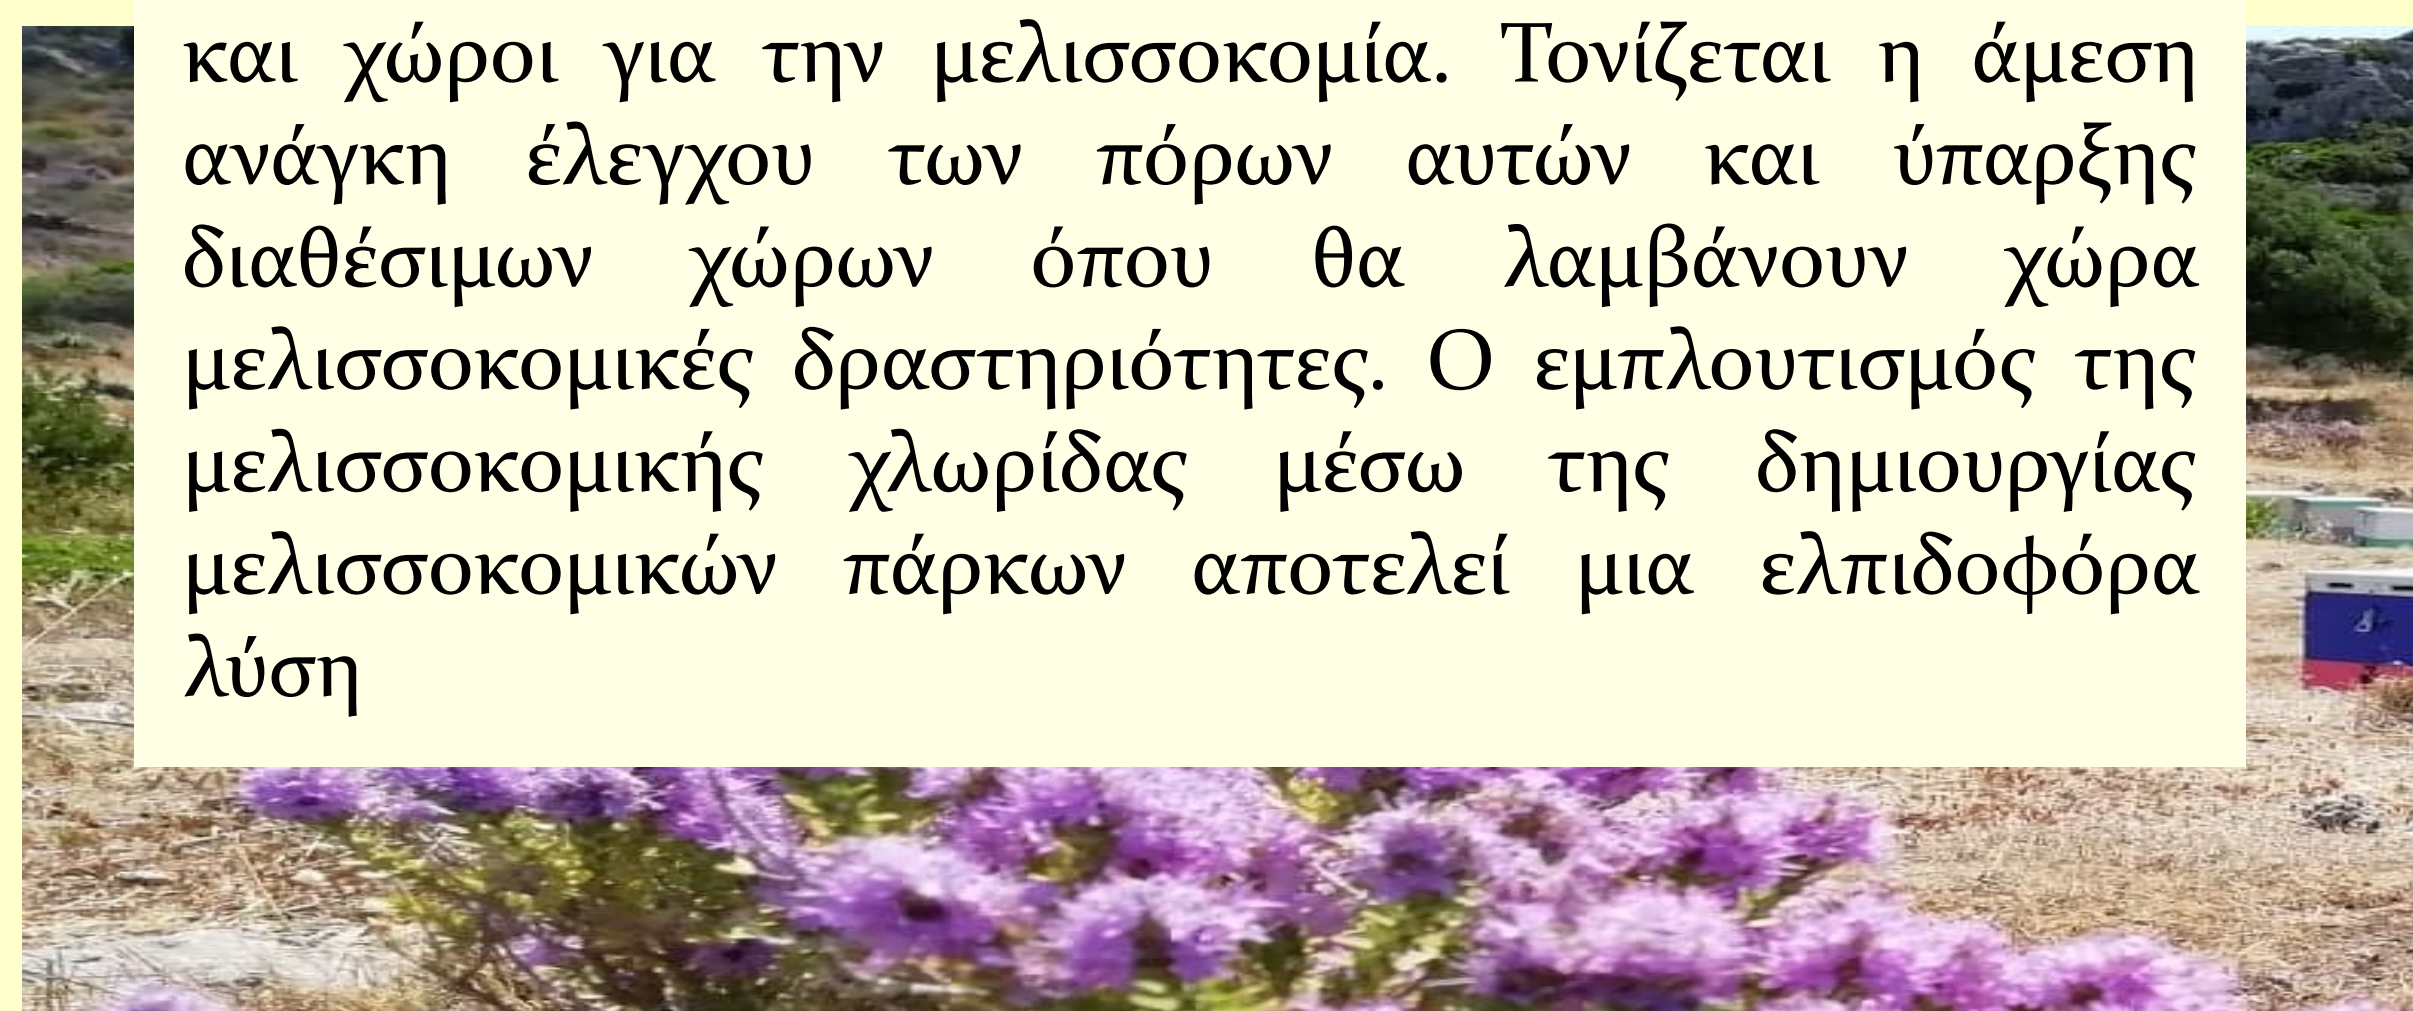 και χώροι για την μελισσοκομία. Τονίζεται η άμεση
ανάγκη έλεγχου των πόρων αυτών και ύπαρξης
διαθέσιμων χώρων όπου θα λαμβάνουν χώρα
μελισσοκομικές δραστηριότητες. Ο εμπλουτισμός της
μελισσοκομικής χλωρίδας μέσω της δημιουργίας
μελισσοκομικών πάρκων αποτελεί μια ελπιδοφόρα
λύση